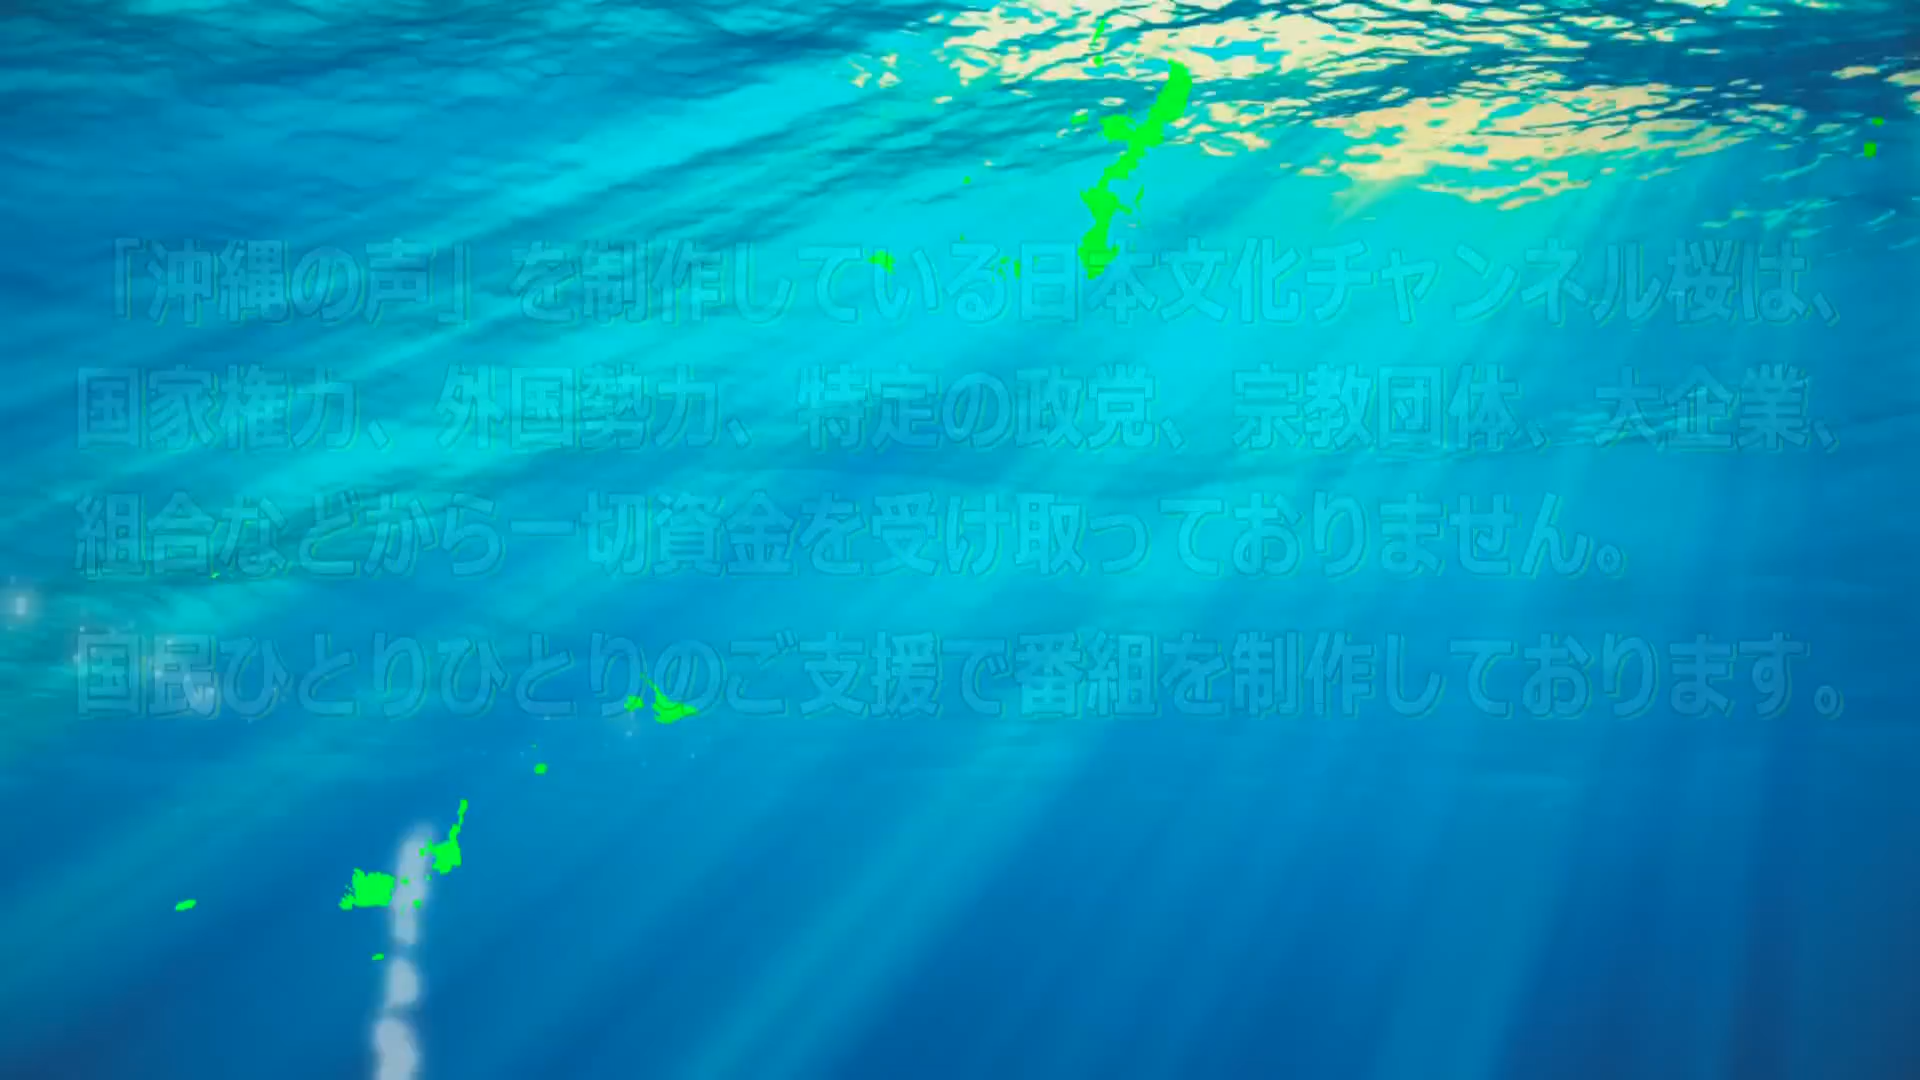 「沖縄の声」を制作している日本文化チャンネル桜は、
国家権力、外国勢力、特定の政党、宗教団体、大企業、
組合などから一切資金を受け取っておりません。
国民ひとりひとりのご支援で番組を制作しております。